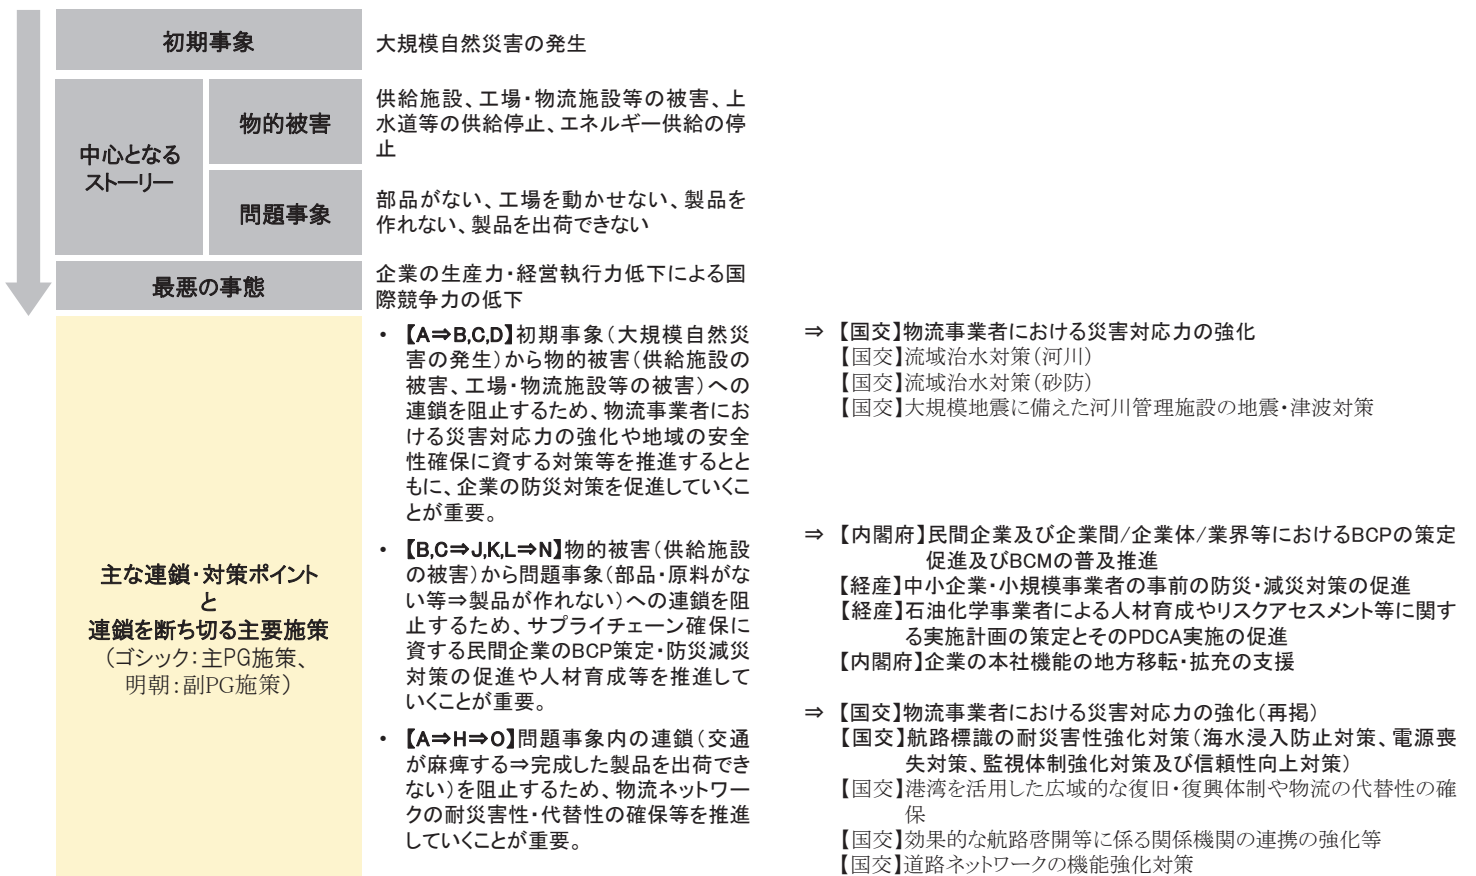 初期事象
大規模自然災害の発生
中心となる
ストーリー
物的被害
供給施設、工場・物流施設等の被害、上
水道等の供給停止、エネルギー供給の停
止
問題事象
部品がない、工場を動かせない、製品を
作れない、製品を出荷できない
最悪の事態
企業の生産力・経営執行力低下による国
際競争力の低下
主な連鎖・対策ポイント
と
連鎖を断ち切る主要施策
（ゴシック：主PG施策、
明朝：副PG施策）
・ 【A⇒B,C,D】初期事象（大規模自然災
害の発生）から物的被害（供給施設の
被害、工場・物流施設等の被害）への
連鎖を阻止するため、物流事業者にお
ける災害対応力の強化や地域の安全
性確保に資する対策等を推進するとと
もに、企業の防災対策を促進していくこ
とが重要。
⇒ 【国交】物流事業者における災害対応力の強化
【国交】流域治水対策（河川）
【国交】流域治水対策（砂防）
【国交】大規模地震に備えた河川管理施設の地震・津波対策
・ 【B,C⇒J,K,L⇒N】物的被害（供給施設
の被害）から問題事象（部品・原料がな
い等⇒製品が作れない）への連鎖を阻
止するため、サプライチェーン確保に
資する民間企業のBCP策定・防災減災
対策の促進や人材育成等を推進して
いくことが重要。
⇒ 【内閣府】民間企業及び企業間/企業体/業界等におけるBCPの策定
促進及びBCMの普及推進
【経産】中小企業・小規模事業者の事前の防災・減災対策の促進
【経産】石油化学事業者による人材育成やリスクアセスメント等に関す
る実施計画の策定とそのPDCA実施の促進
【内閣府】企業の本社機能の地方移転・拡充の支援
・ 【A⇒H⇒O】問題事象内の連鎖（交通
が麻痺する⇒完成した製品を出荷でき
ない）を阻止するため、物流ネットワー
クの耐災害性・代替性の確保等を推進
していくことが重要。
⇒ 【国交】物流事業者における災害対応力の強化（再掲）
【国交】航路標識の耐災害性強化対策（海水浸入防止対策、電源喪
失対策、監視体制強化対策及び信頼性向上対策）
【国交】港湾を活用した広域的な復旧・復興体制や物流の代替性の確
保
【国交】効果的な航路啓開等に係る関係機関の連携の強化等
【国交】道路ネットワークの機能強化対策